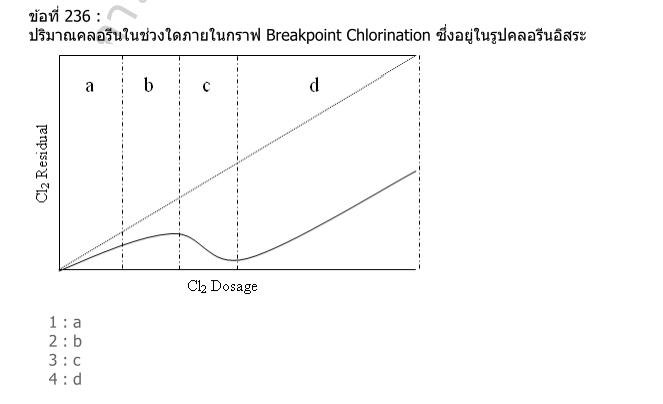 ข้อที่ 236 :
ปริมาณคลอรีนในช่วงใดภายในกราฟ Breakpoint Chlorination ซึ่งอยู่ในรูปคลอรีนอิสระ
a b c d
Cl₂ Residual
Cl₂ Dosage
1 : a
2 : b
3 : c
4 : d